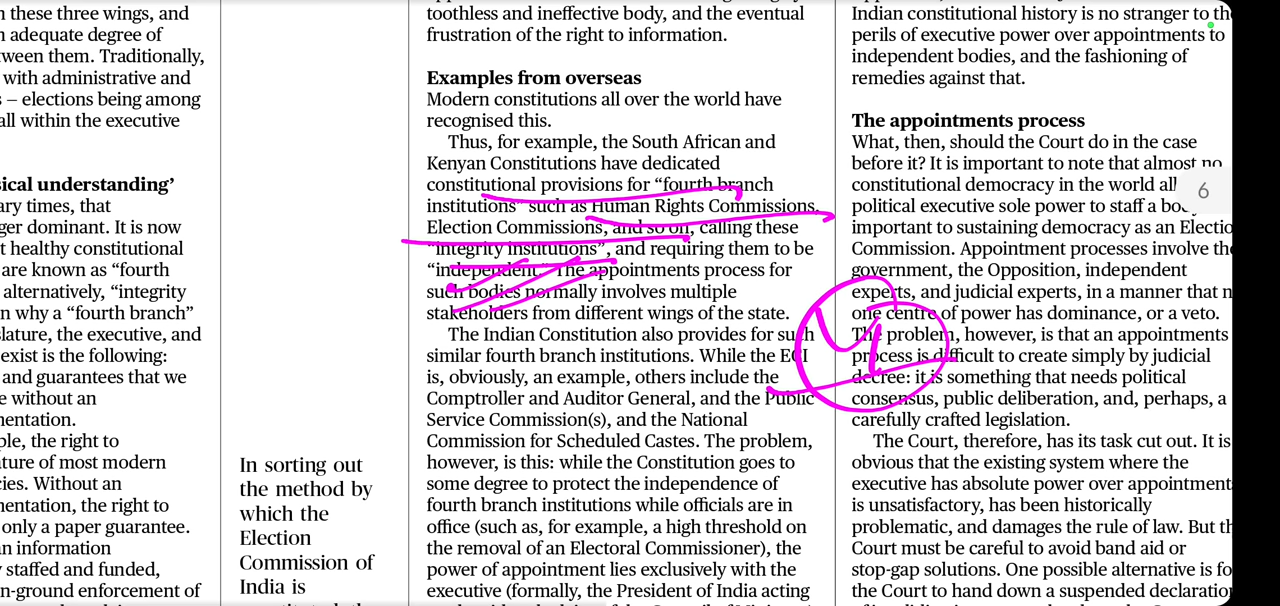 n these three wings, and
n adequate degree of
ween them. Traditionally,
with administrative and
s – elections being among
all within the executive
sical understanding’
ary times, that
ger dominant. It is now
t healthy constitutional
are known as “fourth
alternatively, “integrity
n why a “fourth branch”
slature, the executive, and
exist is the following:
and guarantees that we
e without an
mentation.
ple, the right to
ature of most modern
cies. Without an
mentation, the right to
only a paper guarantee.
an information
y staffed and funded,
n-ground enforcement of
In sorting out
the method by
which the
Election
Commission of
India is
toothless and ineffective body, and the eventual
frustration of the right to information.
Examples from overseas
Modern constitutions all over the world have
recognised this.
Thus, for example, the South African and
Kenyan Constitutions have dedicated
constitutional provisions for “fourth branch
institutions” such as Human Rights Commissions,
Election Commissions, and so on, calling these
“integrity institutions”, and requiring them to be
“independent.” The appointments process for
such bodies normally involves multiple
stakeholders from different wings of the state.
The Indian Constitution also provides for such
similar fourth branch institutions. While the ECI
is, obviously, an example, others include the
Comptroller and Auditor General, and the Public
Service Commission(s), and the National
Commission for Scheduled Castes. The problem,
however, is this: while the Constitution goes to
some degree to protect the independence of
fourth branch institutions while officials are in
office (such as, for example, a high threshold on
the removal of an Electoral Commissioner), the
power of appointment lies exclusively with the
executive (formally, the President of India acting
Indian constitutional history is no stranger to the
perils of executive power over appointments to
independent bodies, and the fashioning of
remedies against that.
The appointments process
What, then, should the Court do in the case
before it? It is important to note that almost no
constitutional democracy in the world all
political executive sole power to staff a bo
important to sustaining democracy as an Electio
Commission. Appointment processes involve the
government, the Opposition, independent
experts, and judicial experts, in a manner that n
one centre of power has dominance, or a veto.
The problem, however, is that an appointments
process is difficult to create simply by judicial
decree: it is something that needs political
consensus, public deliberation, and, perhaps, a
carefully crafted legislation.
The Court, therefore, has its task cut out. It is
obvious that the existing system where the
executive has absolute power over appointment
is unsatisfactory, has been historically
problematic, and damages the rule of law. But th
Court must be careful to avoid band aid or
stop-gap solutions. One possible alternative is fo
the Court to hand down a suspended declaration
6
4